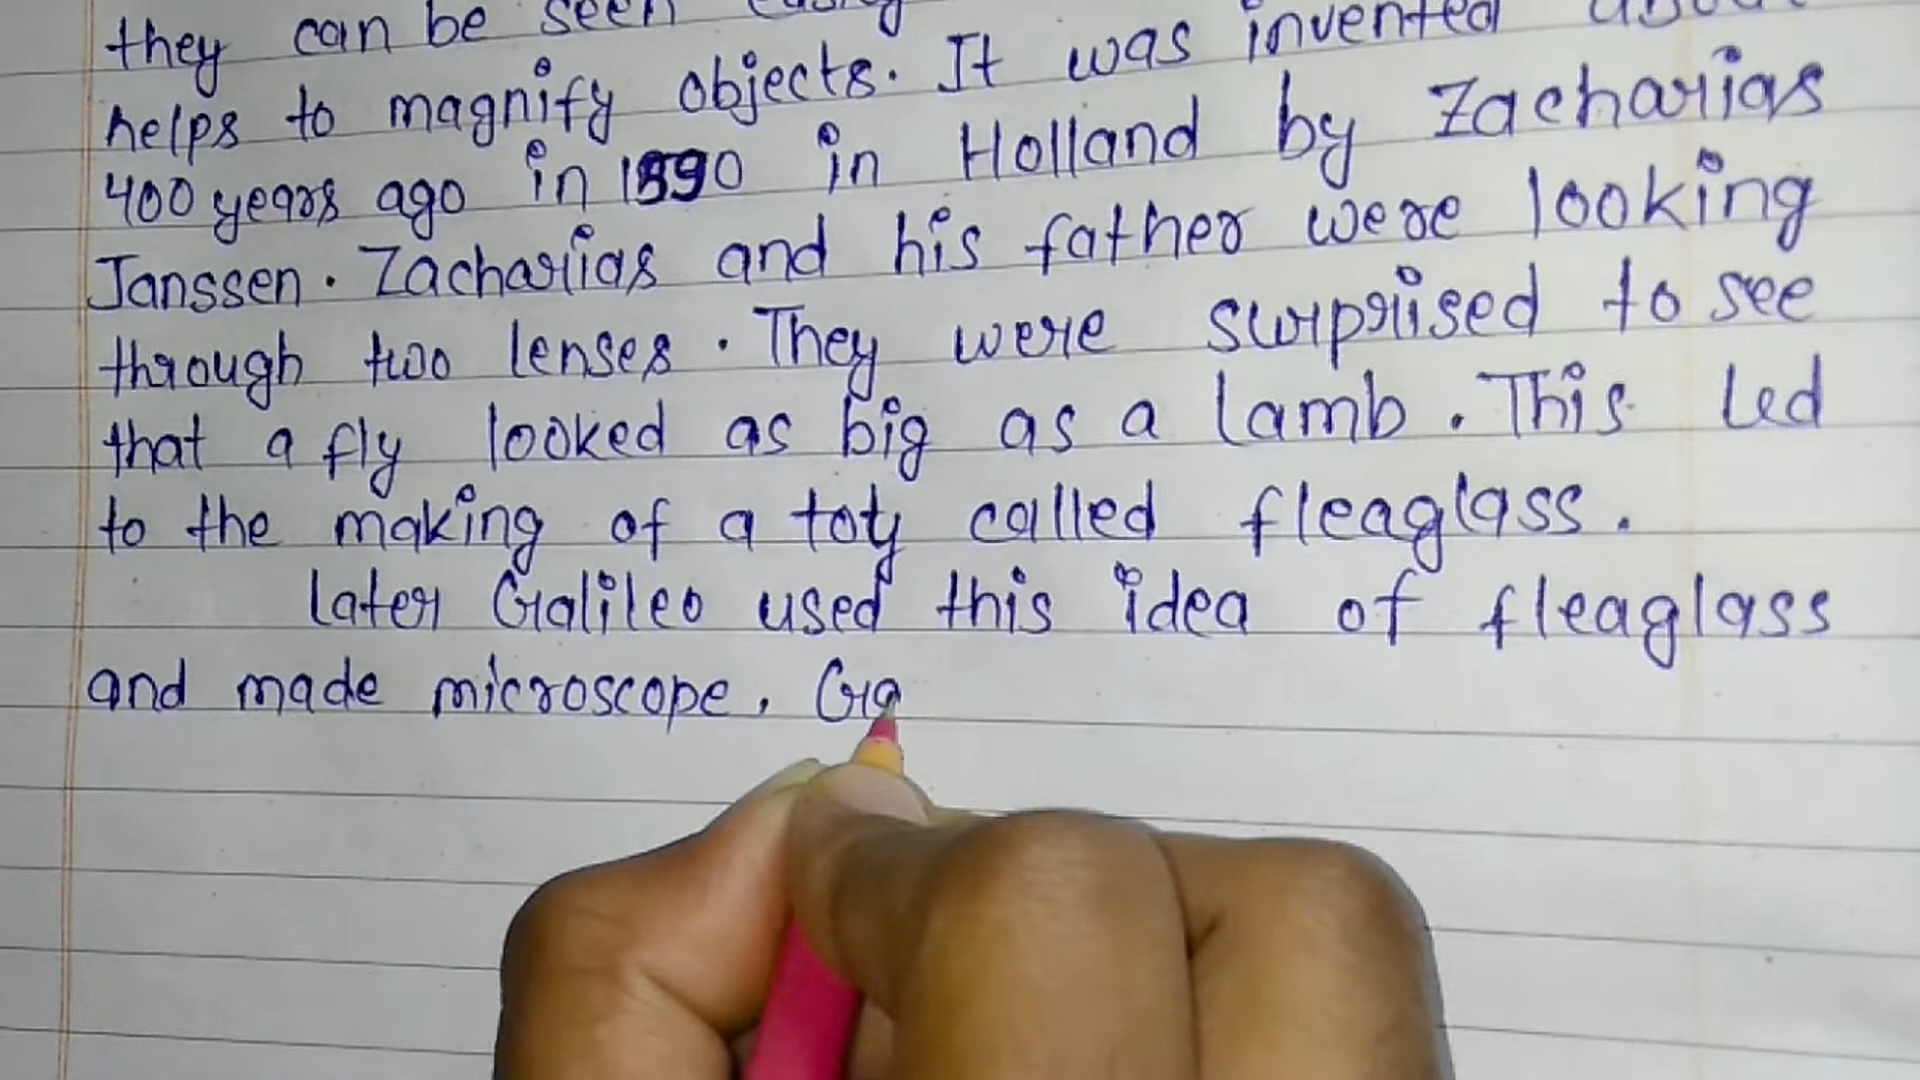 they can be seen easily
helps to magnify objects. It was invented about
400 years ago in 1590 in Holland by Zacharias
Janssen. Zacharias and his father were looking
through two lenses. They were surprised to see
that a fly looked as big as a lamb. This led
to the making of a toty called fleaglass.
Later Galileo used this idea of fleaglass
and made microscope. Ga